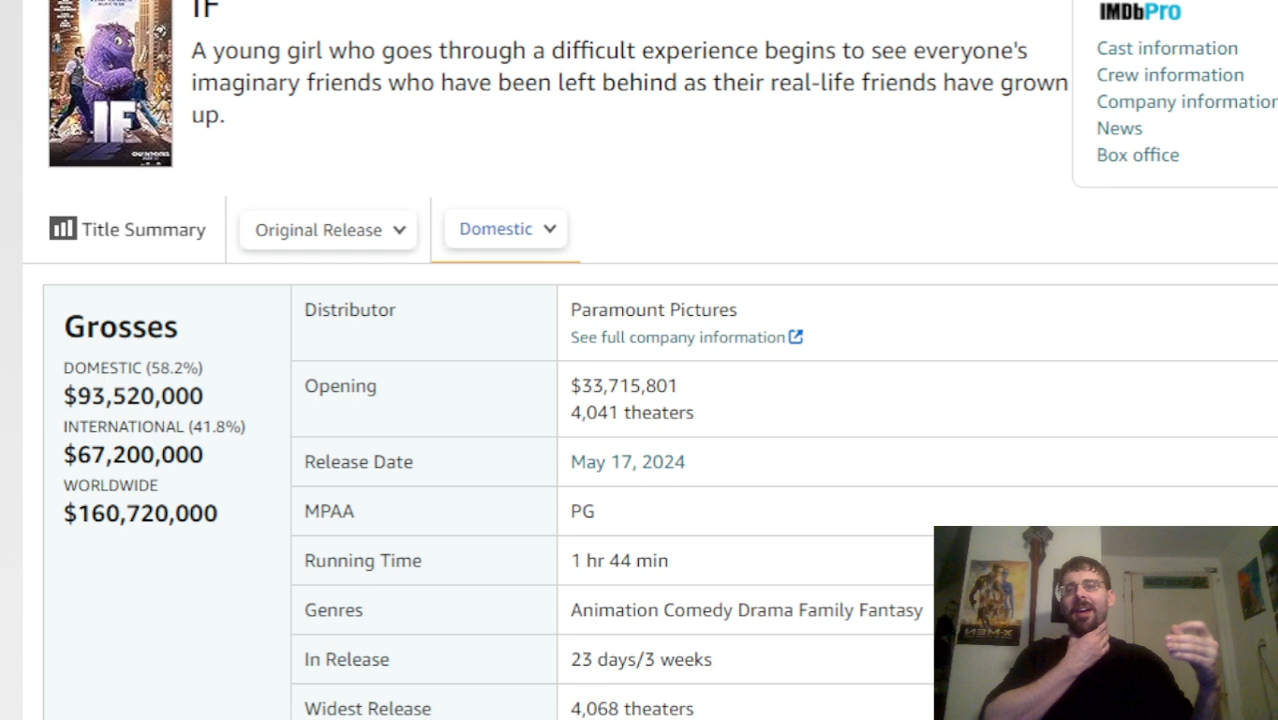 IF
IMDbPro
A young girl who goes through a difficult experience begins to see everyone's
imaginary friends who have been left behind as their real-life friends have grown
up.
Cast information
Crew information
Company information
News
Box office
IF
Title Summary
Original Release
Domestic
Grosses
DOMESTIC (58.2%)
$93,520,000
INTERNATIONAL (41.8%)
$67,200,000
WORLDWIDE
$160,720,000
Distributor
Paramount Pictures
See full company information
Opening
$33,715,801
4,041 theaters
Release Date
May 17, 2024
MPAA
PG
Running Time
1 hr 44 min
Genres
Animation Comedy Drama Family Fantasy
In Release
23 days/3 weeks
Widest Release
4,068 theaters
X-MEN